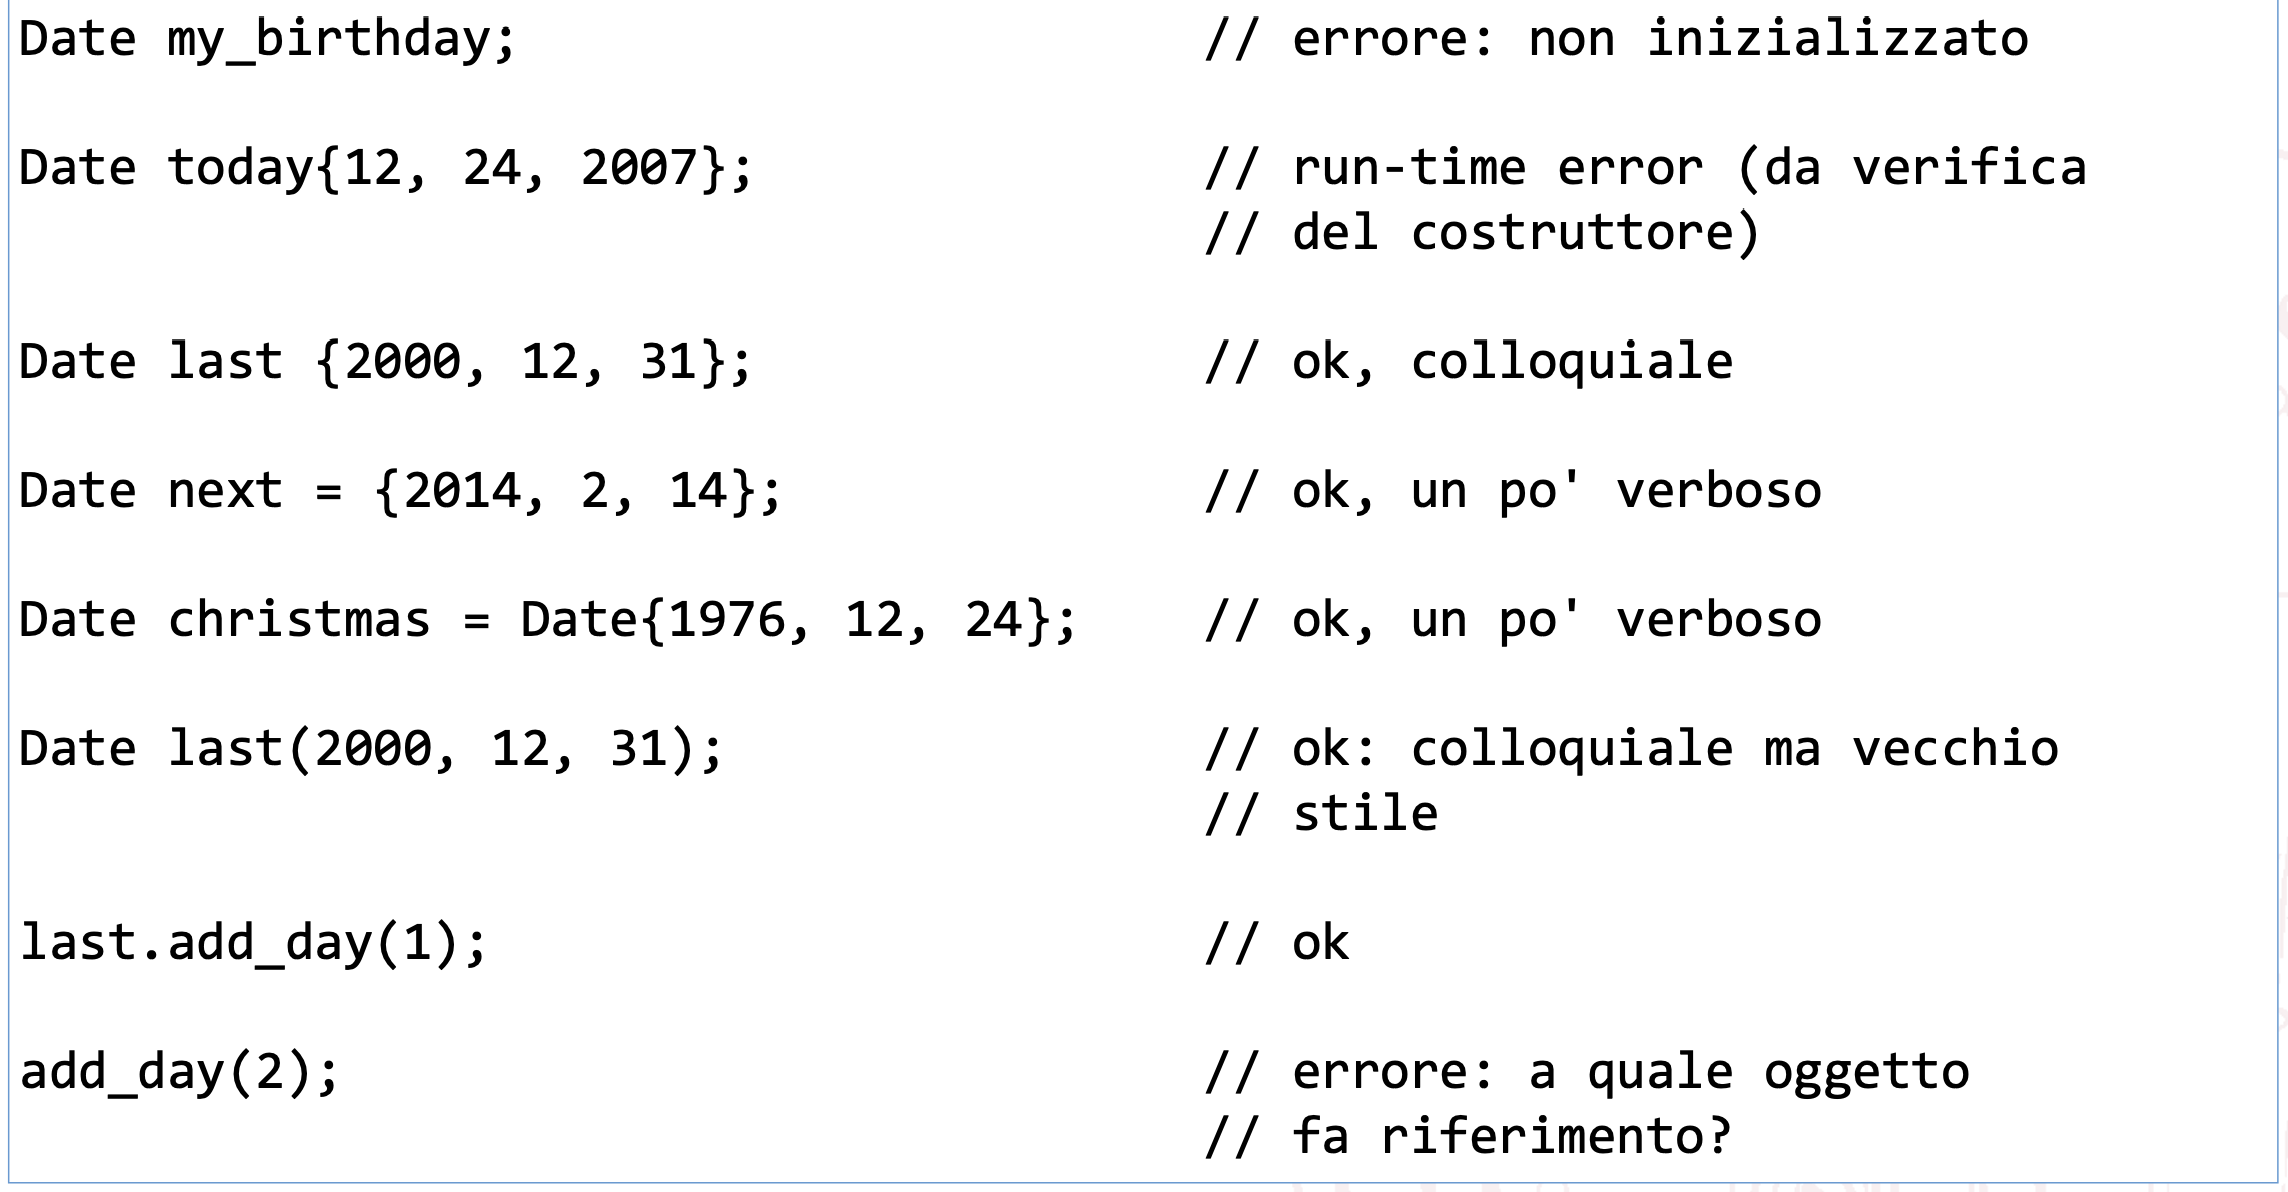 Date my_birthday; // errore: non inizializzato
Date today{12, 24, 2007}; // run-time error (da verifica
// del costruttore)
Date last {2000, 12, 31}; // ok, colloquiale
Date next = {2014, 2, 14}; // ok, un po' verboso
Date christmas = Date{1976, 12, 24}; // ok, un po' verboso
Date last(2000, 12, 31); // ok: colloquiale ma vecchio
// stile
last.add_day(1); // ok
add_day(2); // errore: a quale oggetto
// fa riferimento?